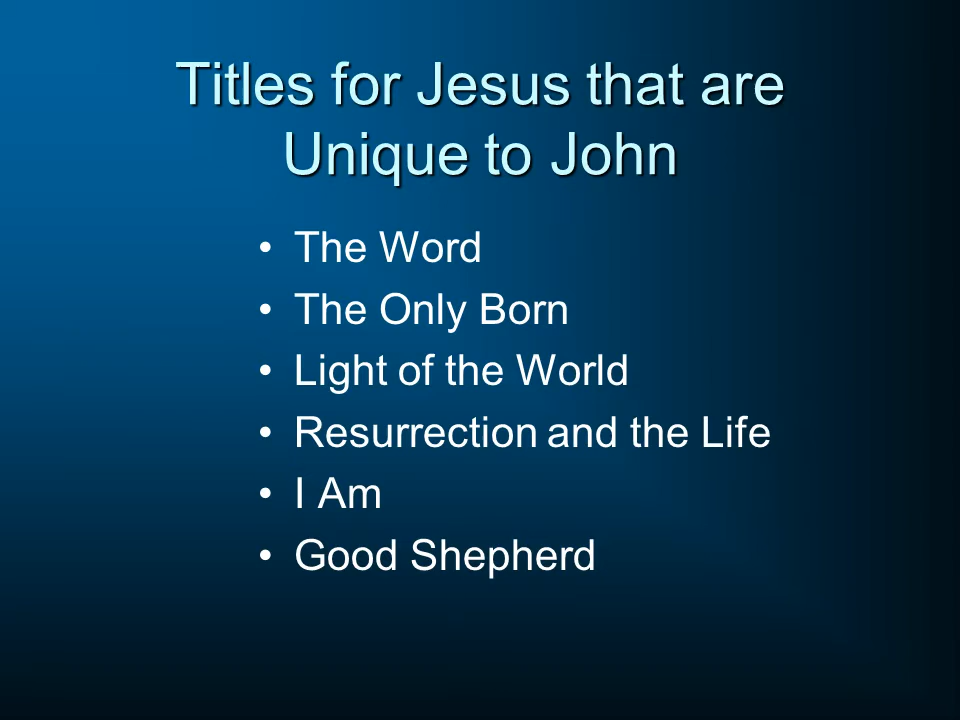 Titles for Jesus that are
Unique to John
• The Word
• The Only Born
• Light of the World
• Resurrection and the Life
• I Am
• Good Shepherd